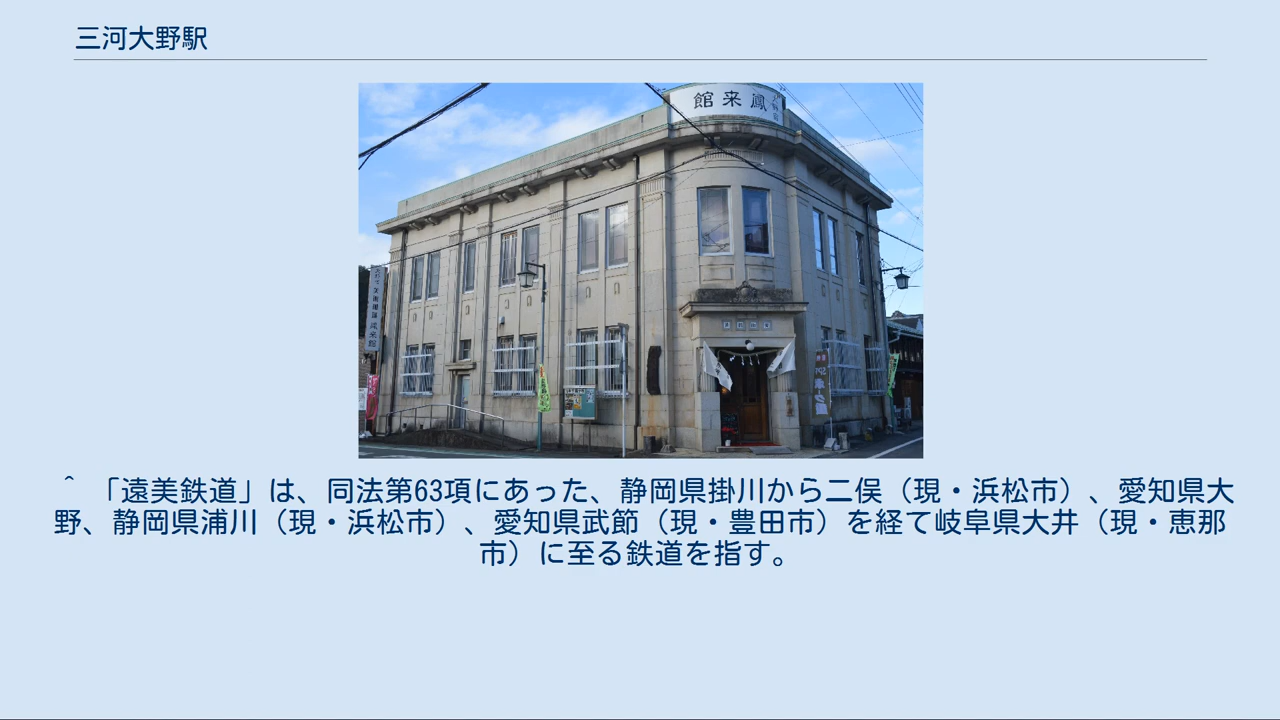 三河大野駅
館来鳳
^ 「遠美鉄道」は、同法第63項にあった、静岡県掛川から二俣（現・浜松市）、愛知県大
野、静岡県浦川（現・浜松市）、愛知県武節（現・豊田市）を経て岐阜県大井（現・恵那
市）に至る鉄道を指す。